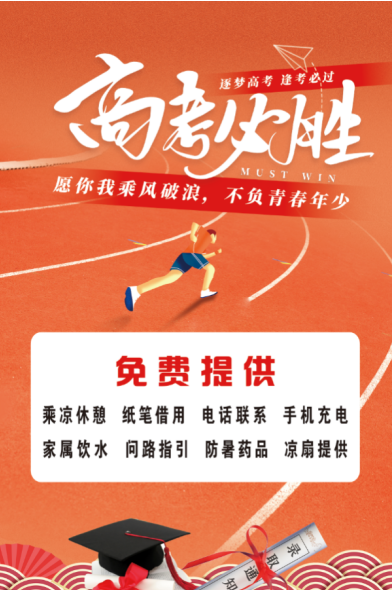 逐梦高考 逢考必过
高考必胜
MUST WIN
愿你我乘风破浪，不负青春年少
免费提供
乘凉休憩 纸笔借用 电话联系 手机充电
家属饮水 问路指引 防暑药品 凉扇提供
录取通知